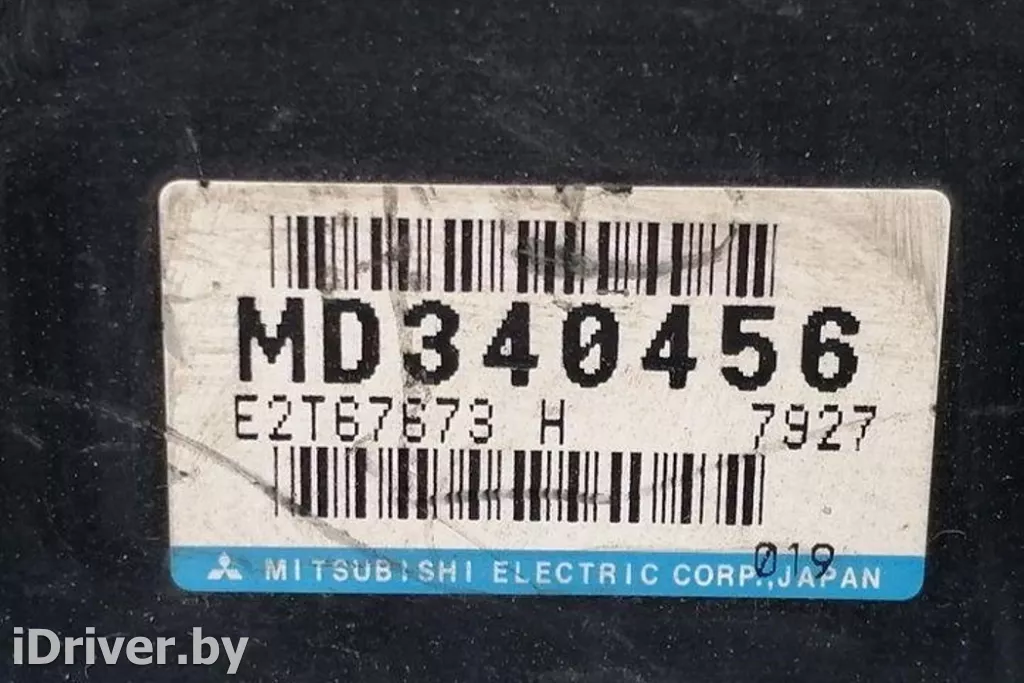 MD340456
E2T67673 H 7927
019
MITSUBISHI ELECTRIC CORP., JAPAN
iDriver.by